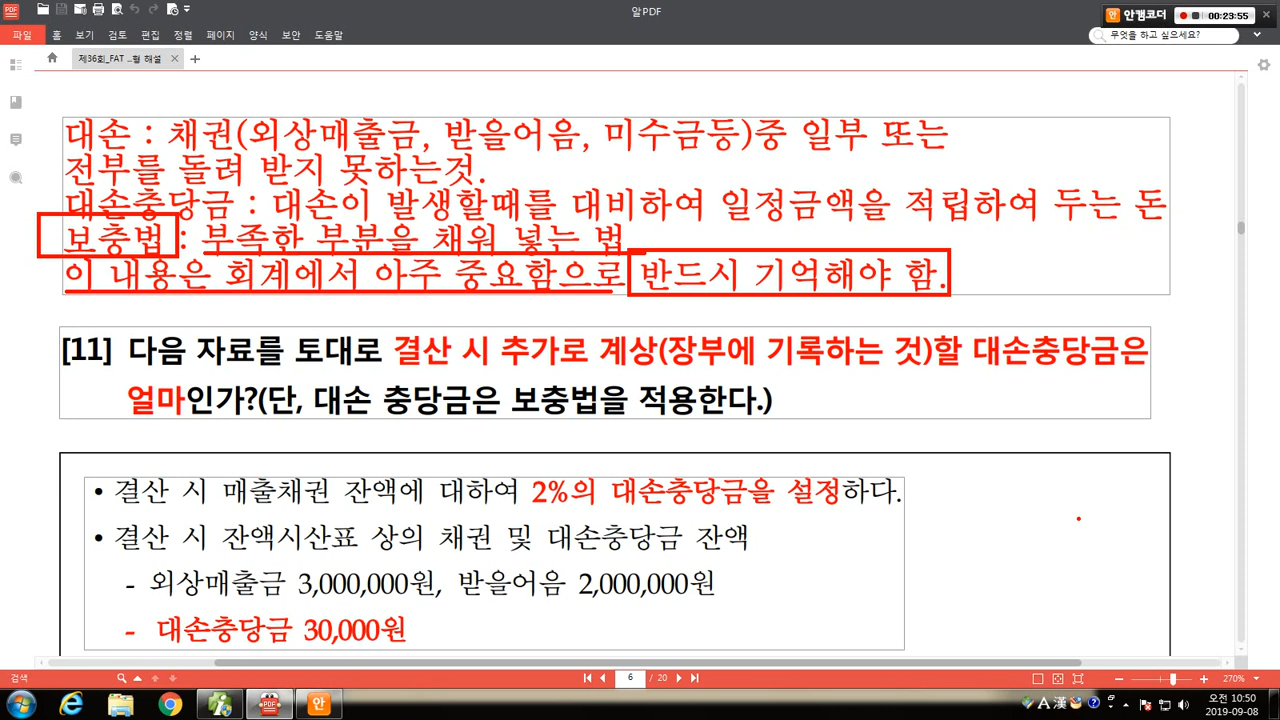 알PDF
안캠코더
00:23:55
파일 홈 보기 검토 편집 정렬 페이지 양식 보안 도움말
무엇을 하고 싶으세요?
제36회_FAT ...형 해설
대손 : 채권(외상매출금, 받을어음, 미수금등)중 일부 또는
전부를 돌려 받지 못하는것.
대손충당금 : 대손이 발생할때를 대비하여 일정금액을 적립하여 두는 돈
보충법 : 부족한 부분을 채워 넣는 법
이 내용은 회계에서 아주 중요함으로 반드시 기억해야 함.
[11] 다음 자료를 토대로 결산 시 추가로 계상(장부에 기록하는 것)할 대손충당금은
얼마인가?(단, 대손 충당금은 보충법을 적용한다.)
• 결산 시 매출채권 잔액에 대하여 2%의 대손충당금을 설정하다.
• 결산 시 잔액시산표 상의 채권 및 대손충당금 잔액
- 외상매출금 3,000,000원, 받을어음 2,000,000원
- 대손충당금 30,000원
검색
6 / 20
270%
A 漢
오전 10:50
2019-09-08